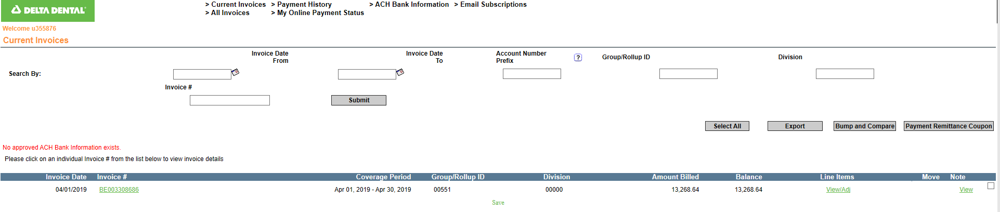 DELTA DENTAL
> Current Invoices > Payment History > ACH Bank Information > Email Subscriptions
> All Invoices > My Online Payment Status
Welcome u355876
Current Invoices
Invoice Date From
Invoice Date To
Account Number Prefix
?
Group/Rollup ID
Division
Search By:
Invoice #
Submit
Select All Export Bump and Compare Payment Remittance Coupon
No approved ACH Bank Information exists.
Please click on an individual Invoice # from the list below to view invoice details
Invoice Date Invoice # Coverage Period Group/Rollup ID Division Amount Billed Balance Line Items Move Note
04/01/2019 BE003308686 Apr 01, 2019 - Apr 30, 2019 00551 00000 13,268.64 13,268.64 View/Adj View
Save